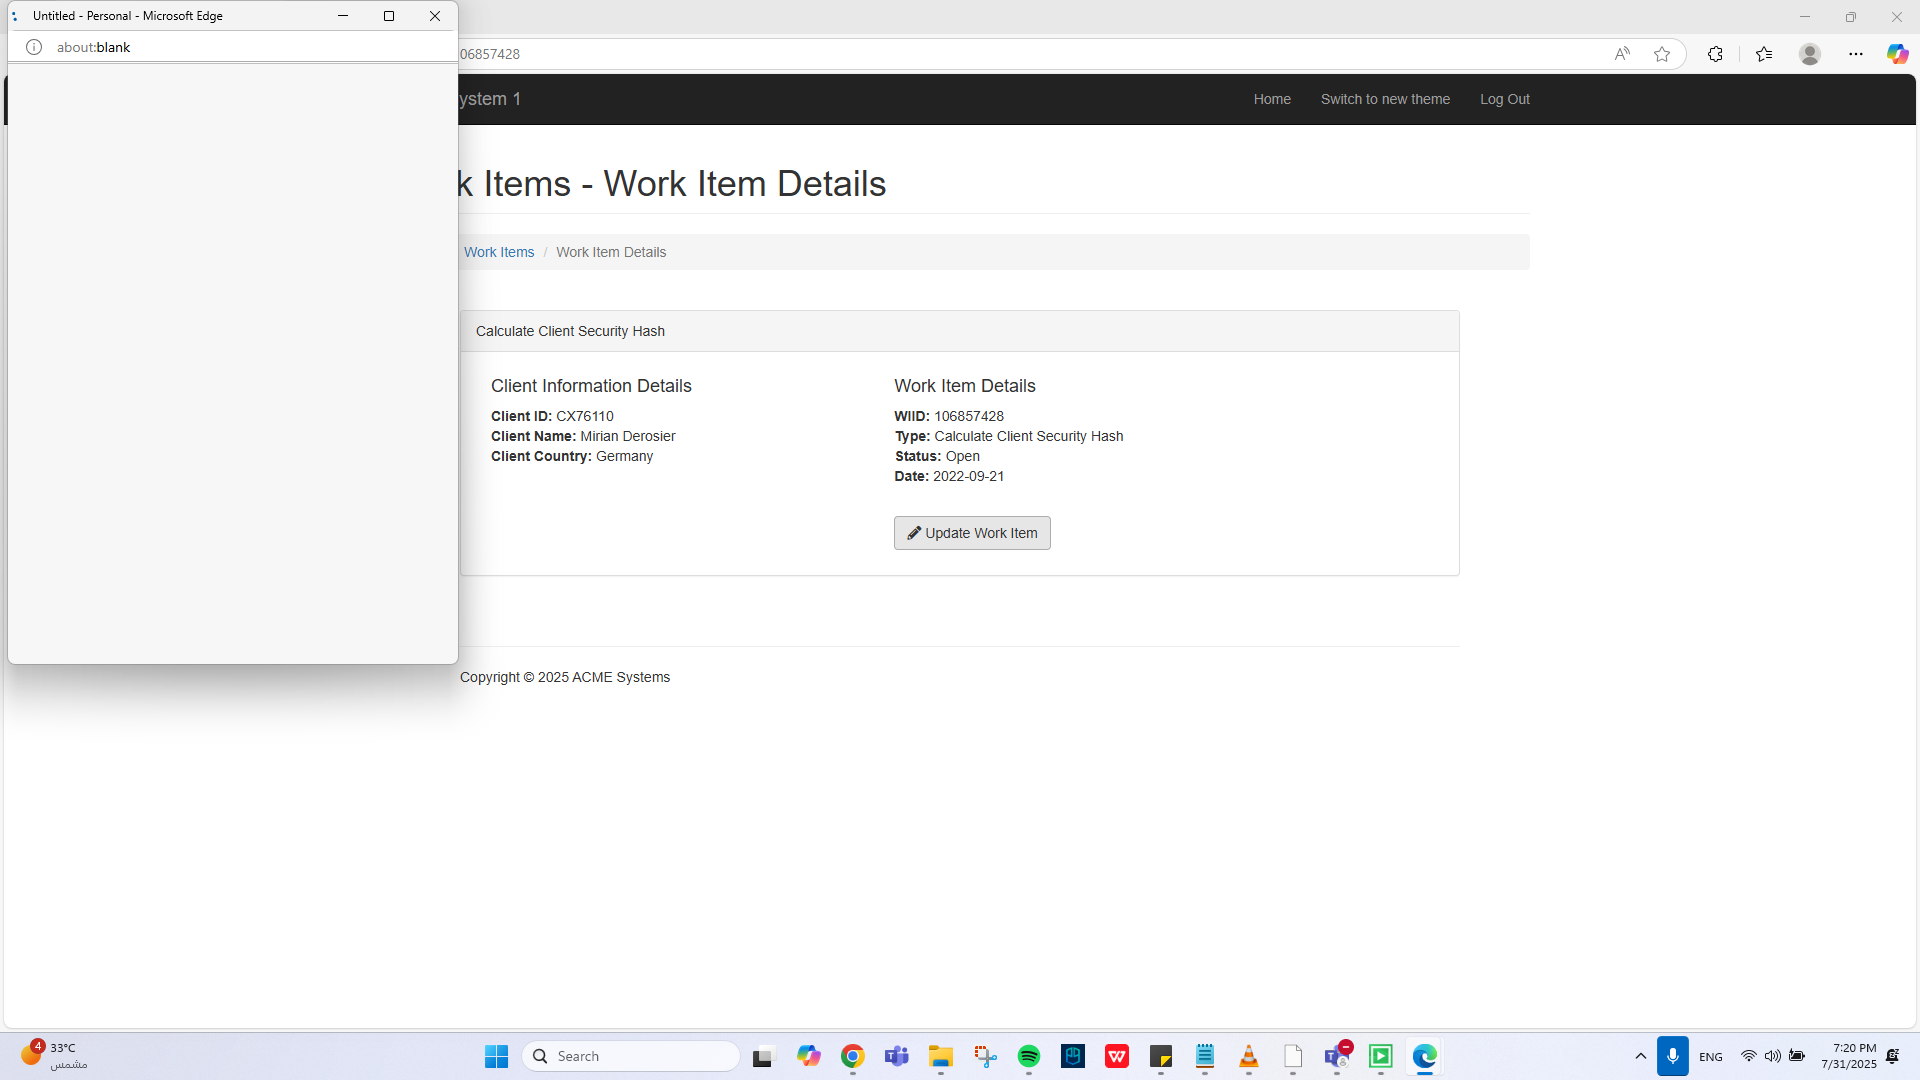 Untitled - Personal - Microsoft Edge
about:blank
06857428
ystem 1
Home
Switch to new theme
Log Out
k Items - Work Item Details
Work Items / Work Item Details
Calculate Client Security Hash
Client Information Details
Client ID: CX76110
Client Name: Mirian Derosier
Client Country: Germany
Work Item Details
WIID: 106857428
Type: Calculate Client Security Hash
Status: Open
Date: 2022-09-21
Update Work Item
Copyright © 2025 ACME Systems
4
33°C
مشمس
Search
ENG
7:20 PM
7/31/2025